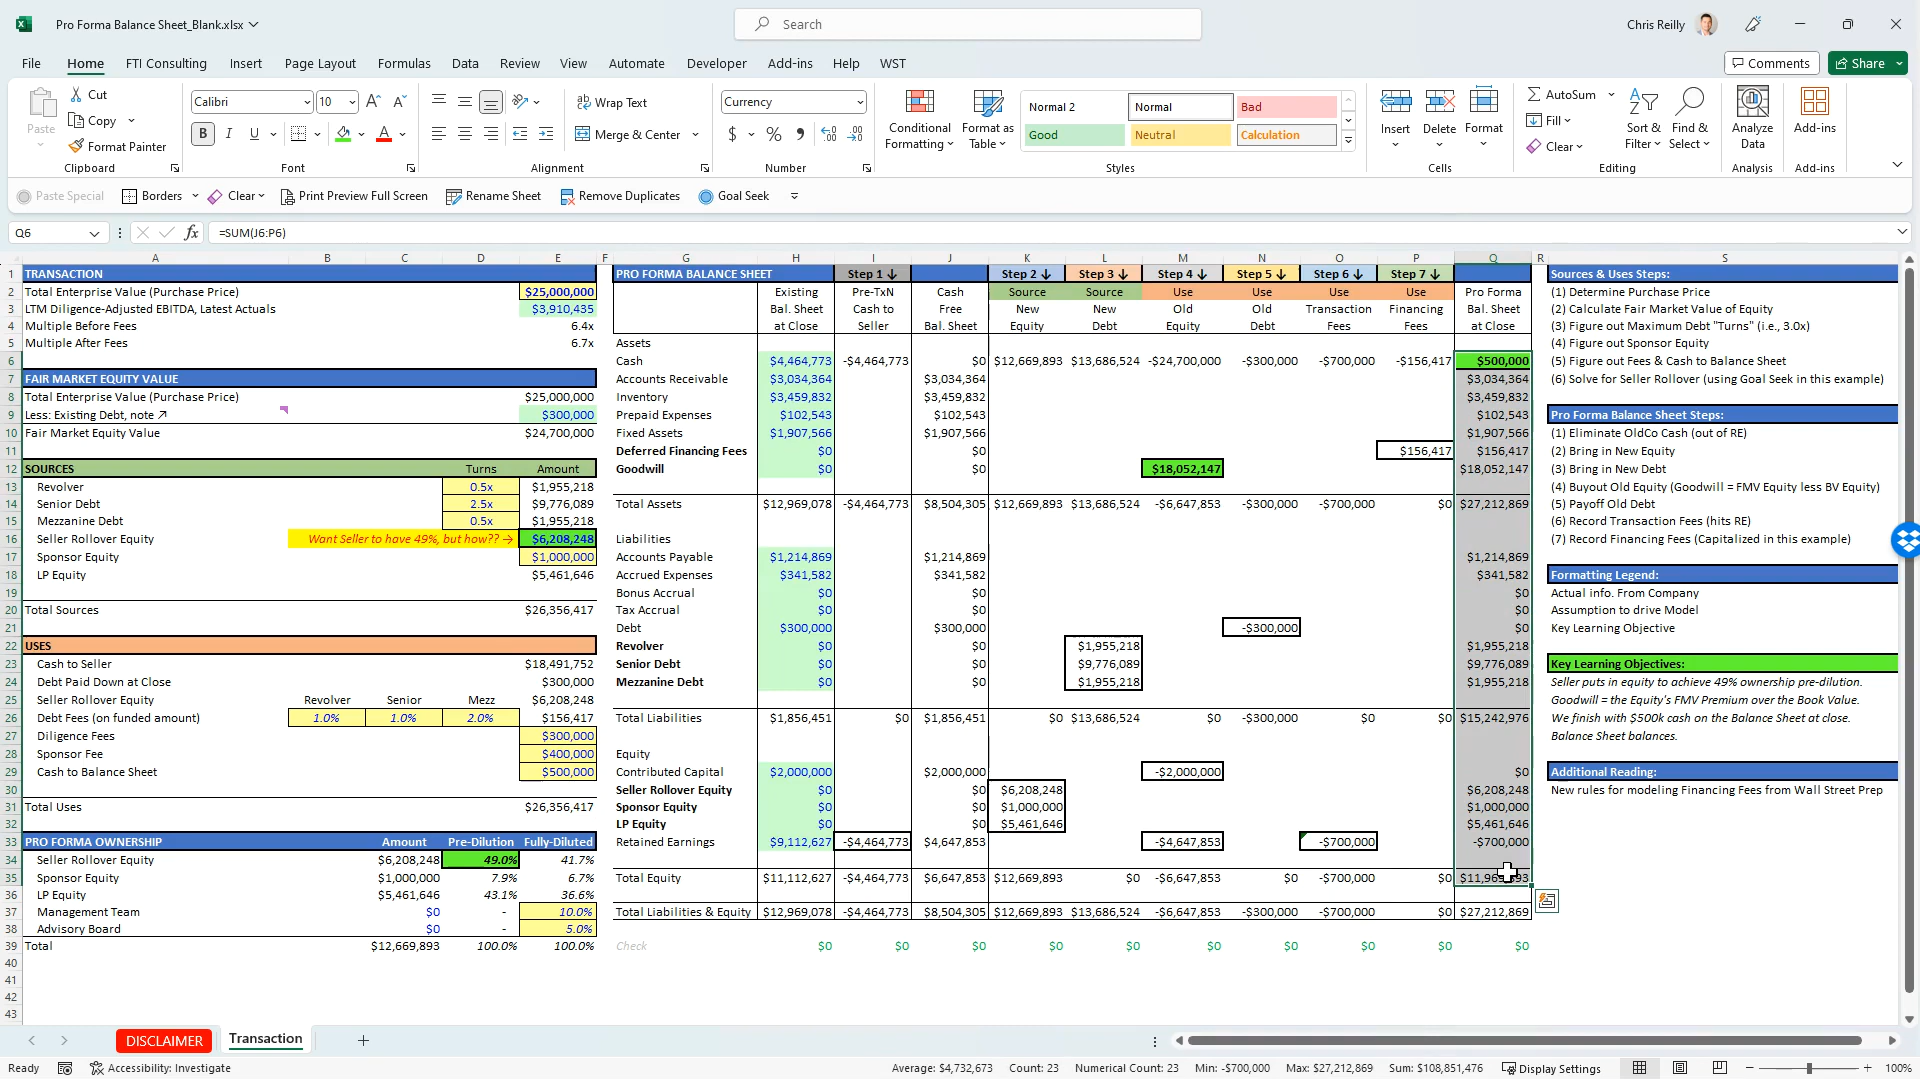 Pro Forma Balance Sheet_Blank.xlsx
Search
Chris Reilly
File Home FTI Consulting Insert Page Layout Formulas Data Review View Automate Developer Add-ins Help WST
Comments Share
Paste Cut Copy Format Painter
Calibri 10
B I U
Wrap Text
Merge & Center
Currency
$ %
Conditional Formatting Format as Table
Normal 2 Normal Bad
Good Neutral Calculation
Insert Delete Format
AutoSum Fill Clear
Sort & Filter Find & Select
Analyze Data
Add-ins
Clipboard Font Alignment Number Styles Cells Editing Analysis Add-ins
Paste Special Borders Clear Print Preview Full Screen Rename Sheet Remove Duplicates Goal Seek
Q6 fx =SUM(J6:P6)
A B C D E F G H I J K L M N O P Q R S
1 TRANSACTION PRO FORMA BALANCE SHEET Step 1 ↓ Step 2 ↓ Step 3 ↓ Step 4 ↓ Step 5 ↓ Step 6 ↓ Step 7 ↓ Sources & Uses Steps:
2 Total Enterprise Value (Purchase Price) $25,000,000 Existing Pre-TxN Cash Source Source Use Use Use Use Pro Forma (1) Determine Purchase Price
3 LTM Diligence-Adjusted EBITDA, Latest Actuals $3,910,435 Bal. Sheet Cash to Free New New Old Old Transaction Financing Bal. Sheet (2) Calculate Fair Market Value of Equity
4 Multiple Before Fees 6.4x at Close Seller Bal. Sheet Equity Debt Equity Debt Fees Fees at Close (3) Figure out Maximum Debt "Turns" (i.e., 3.0x)
5 Multiple After Fees 6.7x Assets (4) Figure out Sponsor Equity
6 Cash $4,464,773 -$4,464,773 $0 $12,669,893 $13,686,524 -$24,700,000 -$300,000 -$700,000 -$156,417 $500,000 (5) Figure out Fees & Cash to Balance Sheet
7 FAIR MARKET EQUITY VALUE Accounts Receivable $3,034,364 $3,034,364 $3,034,364 (6) Solve for Seller Rollover (using Goal Seek in this example)
8 Total Enterprise Value (Purchase Price) $25,000,000 Inventory $3,459,832 $3,459,832 $3,459,832
9 Less: Existing Debt, note ↗ $300,000 Prepaid Expenses $102,543 $102,543 $102,543 Pro Forma Balance Sheet Steps:
10 Fair Market Equity Value $24,700,000 Fixed Assets $1,907,566 $1,907,566 $1,907,566 (1) Eliminate OldCo Cash (out of RE)
11 Deferred Financing Fees $0 $0 $156,417 $156,417 (2) Bring in New Equity
12 SOURCES Turns Amount Goodwill $0 $0 $18,052,147 $18,052,147 (3) Bring in New Debt
13 Revolver 0.5x $1,955,218 (4) Buyout Old Equity (Goodwill = FMV Equity less BV Equity)
14 Senior Debt 2.5x $9,776,089 Total Assets $12,969,078 -$4,464,773 $8,504,305 $12,669,893 $13,686,524 -$6,647,853 -$300,000 -$700,000 $0 $27,212,869 (5) Payoff Old Debt
15 Mezzanine Debt 0.5x $1,955,218 (6) Record Transaction Fees (hits RE)
16 Seller Rollover Equity Want Seller to have 49%, but how?? → $6,208,248 Liabilities (7) Record Financing Fees (Capitalized in this example)
17 Sponsor Equity $1,000,000 Accounts Payable $1,214,869 $1,214,869 $1,214,869
18 LP Equity $5,461,646 Accrued Expenses $341,582 $341,582 $341,582 Formatting Legend:
19 Bonus Accrual $0 $0 $0 Actual info. From Company
20 Total Sources $26,356,417 Tax Accrual $0 $0 $0 Assumption to drive Model
21 Debt $300,000 $300,000 -$300,000 $0 Key Learning Objective
22 USES Revolver $0 $0 $1,955,218 $1,955,218
23 Cash to Seller $18,491,752 Senior Debt $0 $0 $9,776,089 $9,776,089 Key Learning Objectives:
24 Debt Paid Down at Close $300,000 Mezzanine Debt $0 $0 $1,955,218 $1,955,218 Seller puts in equity to achieve 49% ownership pre-dilution.
25 Seller Rollover Equity Revolver Senior Mezz $6,208,248 Goodwill = the Equity's FMV Premium over the Book Value.
26 Debt Fees (on funded amount) 1.0% 1.0% 2.0% $156,417 Total Liabilities $1,856,451 $0 $1,856,451 $0 $13,686,524 $0 -$300,000 $0 $0 $15,242,976 We finish with $500k cash on the Balance Sheet at close.
27 Diligence Fees $300,000 Balance Sheet balances.
28 Sponsor Fee $400,000 Equity
29 Cash to Balance Sheet $500,000 Contributed Capital $2,000,000 $2,000,000 -$2,000,000 $0 Additional Reading:
30 Seller Rollover Equity $0 $0 $6,208,248 $6,208,248 New rules for modeling Financing Fees from Wall Street Prep
31 Total Uses $26,356,417 Sponsor Equity $0 $0 $1,000,000 $1,000,000
32 LP Equity $0 $0 $5,461,646 $5,461,646
33 PRO FORMA OWNERSHIP Amount Pre-Dilution Fully-Diluted Retained Earnings $9,112,627 -$4,464,773 $4,647,853 -$4,647,853 -$700,000 -$700,000
34 Seller Rollover Equity $6,208,248 49.0% 41.7%
35 Sponsor Equity $1,000,000 7.9% 6.7% Total Equity $11,112,627 -$4,464,773 $6,647,853 $12,669,893 $0 -$6,647,853 $0 -$700,000 $0
36 LP Equity $5,461,646 43.1% 36.6%
37 Management Team $0 - 10.0% Total Liabilities & Equity $12,969,078 -$4,464,773 $8,504,305 $12,669,893 $13,686,524 -$6,647,853 -$300,000 -$700,000 $0 $27,212,869
38 Advisory Board $0 - 5.0%
39 Total $12,669,893 100.0% 100.0% Check $0 $0 $0 $0 $0 $0 $0 $0 $0 $0
40
41
42
43
DISCLAIMER Transaction
Ready Accessibility: Investigate Average: $4,732,673 Count: 23 Numerical Count: 23 Min: -$700,000 Max: $27,212,869 Sum: $108,851,476 Display Settings 100%